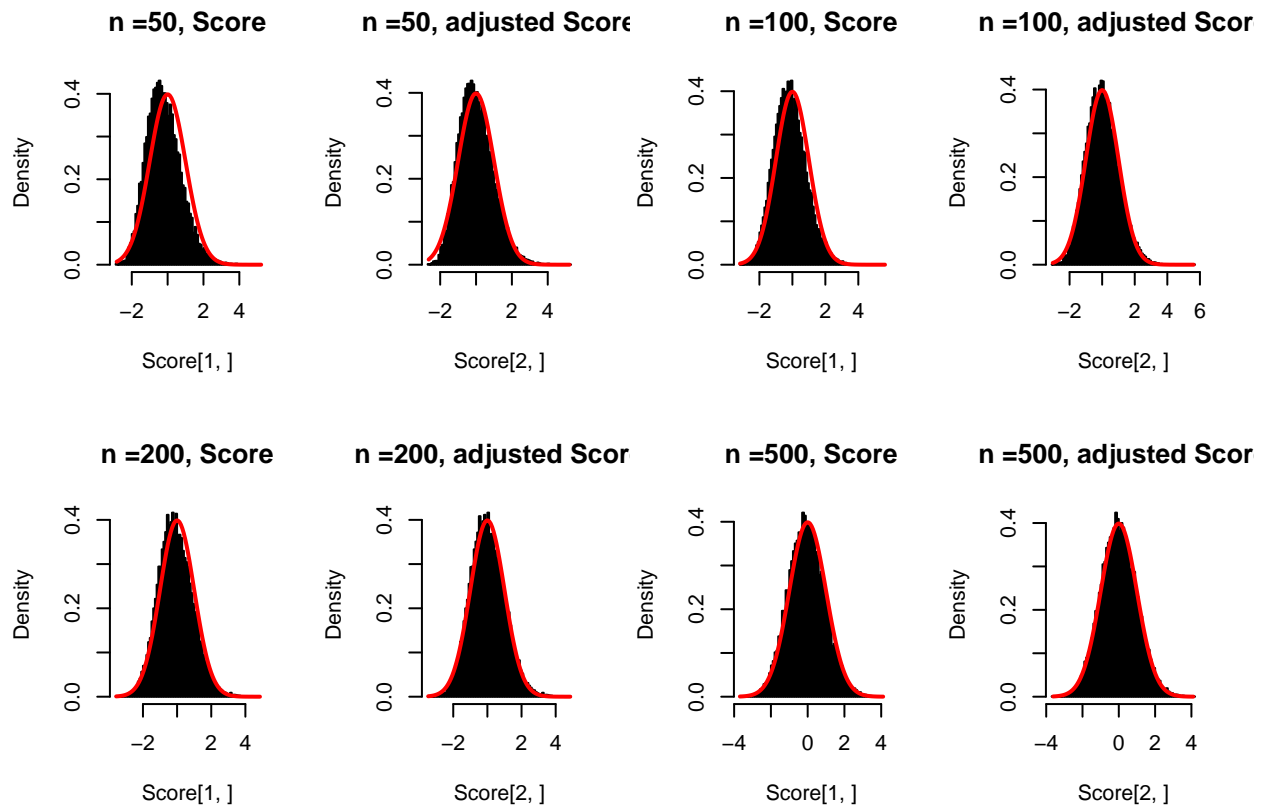 n =50, Score
Density
0.0 0.2 0.4
−2 0 2 4
Score[1, ]
n =50, adjusted Score
Density
0.0 0.2 0.4
−2 0 2 4
Score[2, ]
n =100, Score
Density
0.0 0.2 0.4
−2 0 2 4
Score[1, ]
n =100, adjusted Scor
Density
0.0 0.2 0.4
−2 0 2 4 6
Score[2, ]
n =200, Score
Density
0.0 0.2 0.4
−2 2 4
Score[1, ]
n =200, adjusted Scor
Density
0.0 0.2 0.4
−2 2 4
Score[2, ]
n =500, Score
Density
0.0 0.2 0.4
−4 0 2 4
Score[1, ]
n =500, adjusted Scor
Density
0.0 0.2 0.4
−4 0 2 4
Score[2, ]